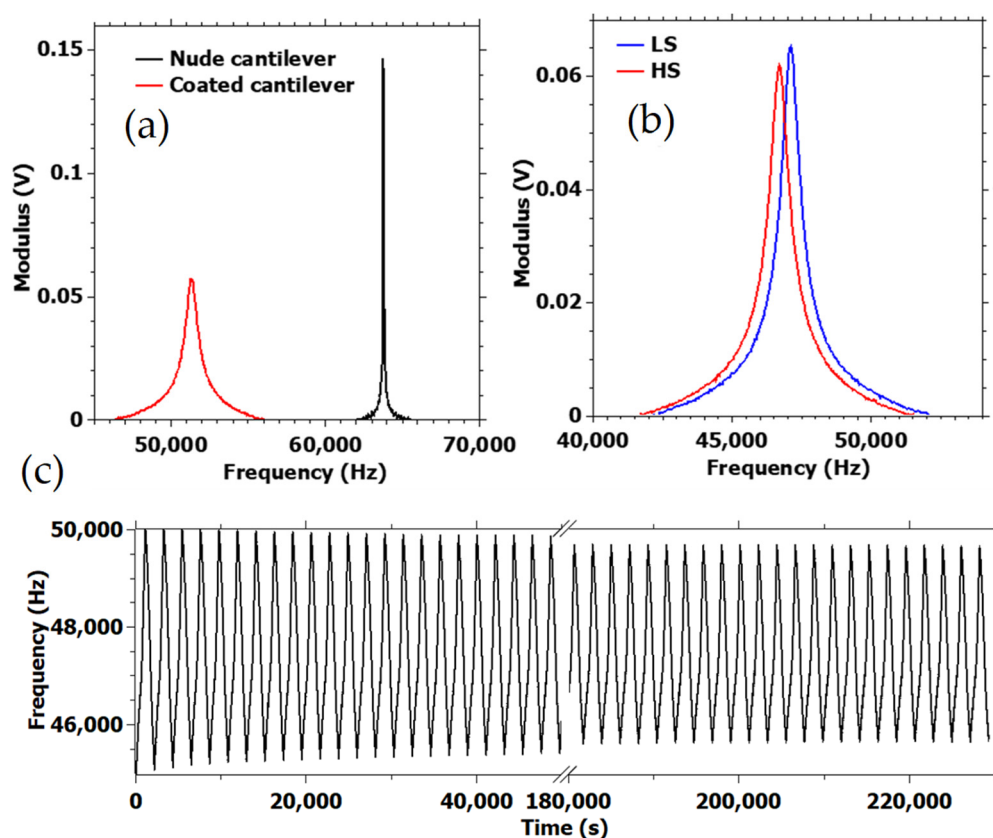 Nude cantilever
Coated cantilever
(a)
Modulus (V)
0.15
0.1
0.05
0
50,000 60,000 70,000
Frequency (Hz)
LS
HS
(b)
Modulus (V)
0.06
0.04
0.02
0
40,000 45,000 50,000
Frequency (Hz)
(c)
Frequency (Hz)
50,000
48,000
46,000
0 20,000 40,000 180,000 200,000 220,000
Time (s)